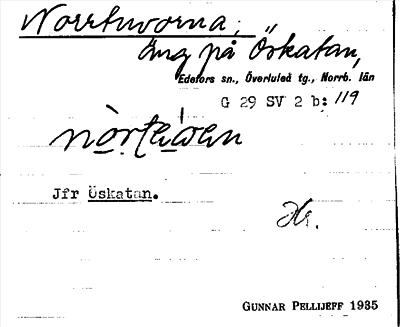 Norrtuvorna
äng på Öskatan,
Edefors sn., Överluleå tg., Norrb. län
G 29 SV 2 b: 119
Jfr Öskatan.
GUNNAR PELLIJEFF 1935